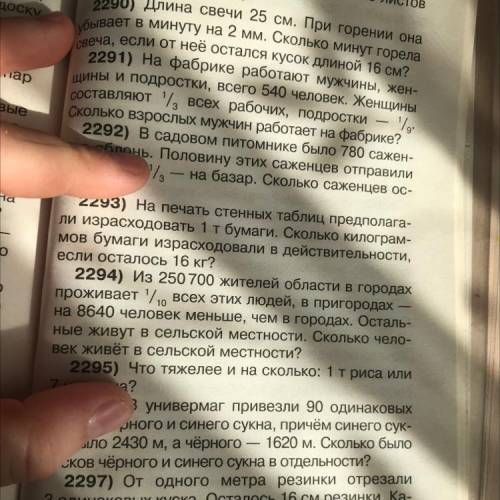 доску
листов
2290) Длина свечи 25 см. При горении она
убывает в минуту на 2 мм. Сколько минут горела
свеча, если от неё остался кусок длиной 16 см?
2291) На фабрике работают мужчины, жен-
щины и подростки, всего 540 человек. Женщины
составляют 1/3 всех рабочих, подростки — 1/9.
Сколько взрослых мужчин работает на фабрике?
2292) В садовом питомнике было 780 сажен-
Половину этих саженцев отправили
1/3 — на базар. Сколько саженцев ос-
2293) На печать стенных таблиц предполага-
ли израсходовать 1 т бумаги. Сколько килограм-
мов бумаги израсходовали в действительности,
если осталось 16 кг?
2294) Из 250 700 жителей области в городах
проживает 1/10 всех этих людей, в пригородах —
на 8640 человек меньше, чем в городах. Осталь-
ные живут в сельской местности. Сколько чело-
век живёт в сельской местности?
2295) Что тяжелее и на сколько: 1 т риса или
универмаг привезли 90 одинаковых
и синего сукна, причём синего сук-
2430 м, а чёрного — 1620 м. Сколько было
чёрного и синего сукна в отдельности?
2297) От одного метра резинки отрезали
одинаковых куска. Осталось 16 см резинки. Ка-